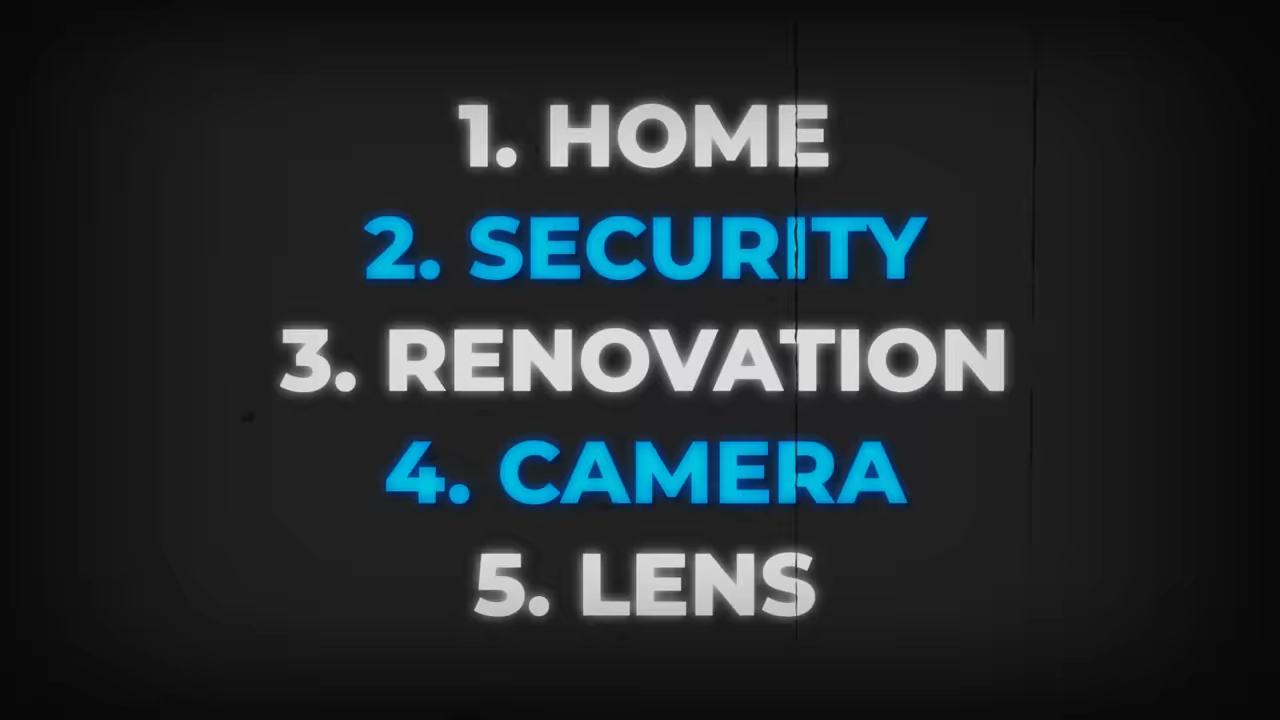 1. HOME
2. SECURITY
3. RENOVATION
4. CAMERA
5. LENS